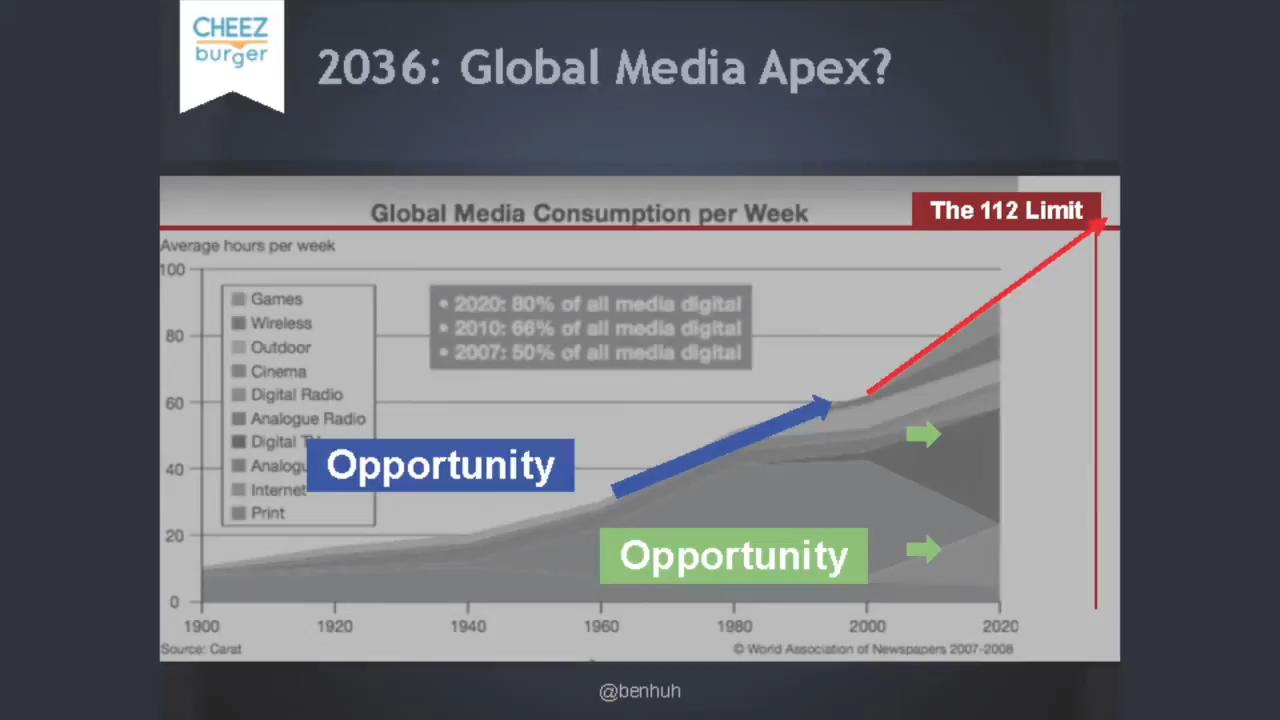 CHEEZ
burger
2036: Global Media Apex?
Global Media Consumption per Week
The 112 Limit
Average hours per week
100
80
60
40
20
0
Games
Wireless
Outdoor
Cinema
Digital Radio
Analogue Radio
Digital
Analogu
Internet
Print
• 2020: 80% of all media digital
• 2010: 66% of all media digital
• 2007: 50% of all media digital
Opportunity
Opportunity
1900 1920 1940 1960 1980 2000 2020
Source: Carat
© World Association of Newspapers 2007-2008
@benhuh